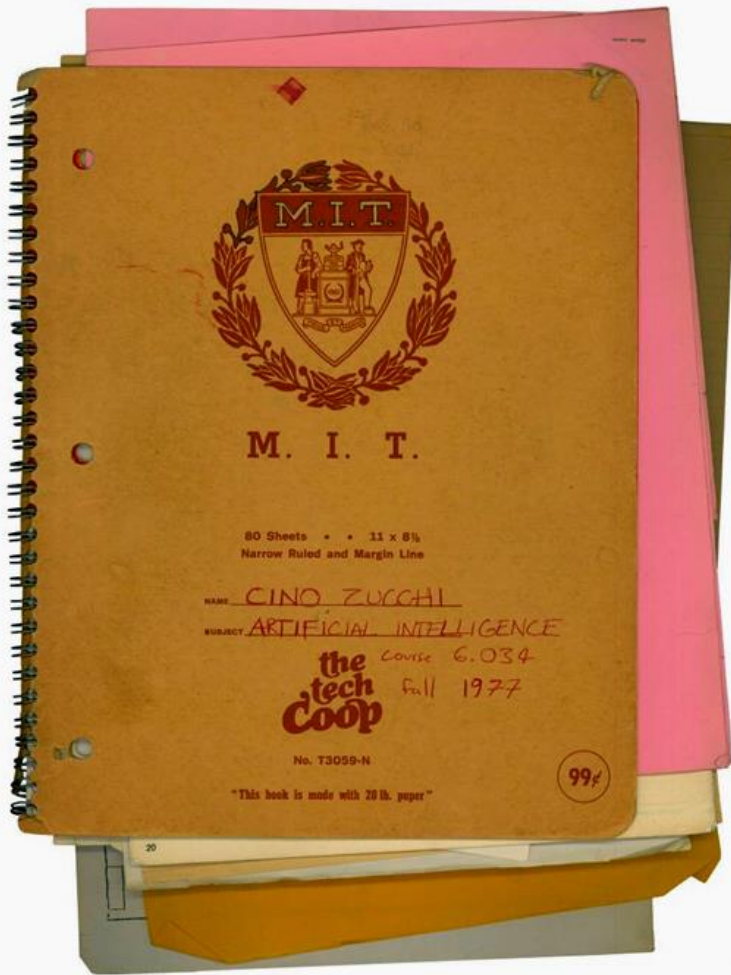 M.I.T.
M. I. T.
80 Sheets • • 11 x 8½
Narrow Ruled and Margin Line
NAME CINO ZUCCHI
SUBJECT ARTIFICIAL INTELLIGENCE
course 6.034
fall 1977
the
tech
Coop
No. T3059-N
99¢
"This book is made with 20 lb. paper"
20